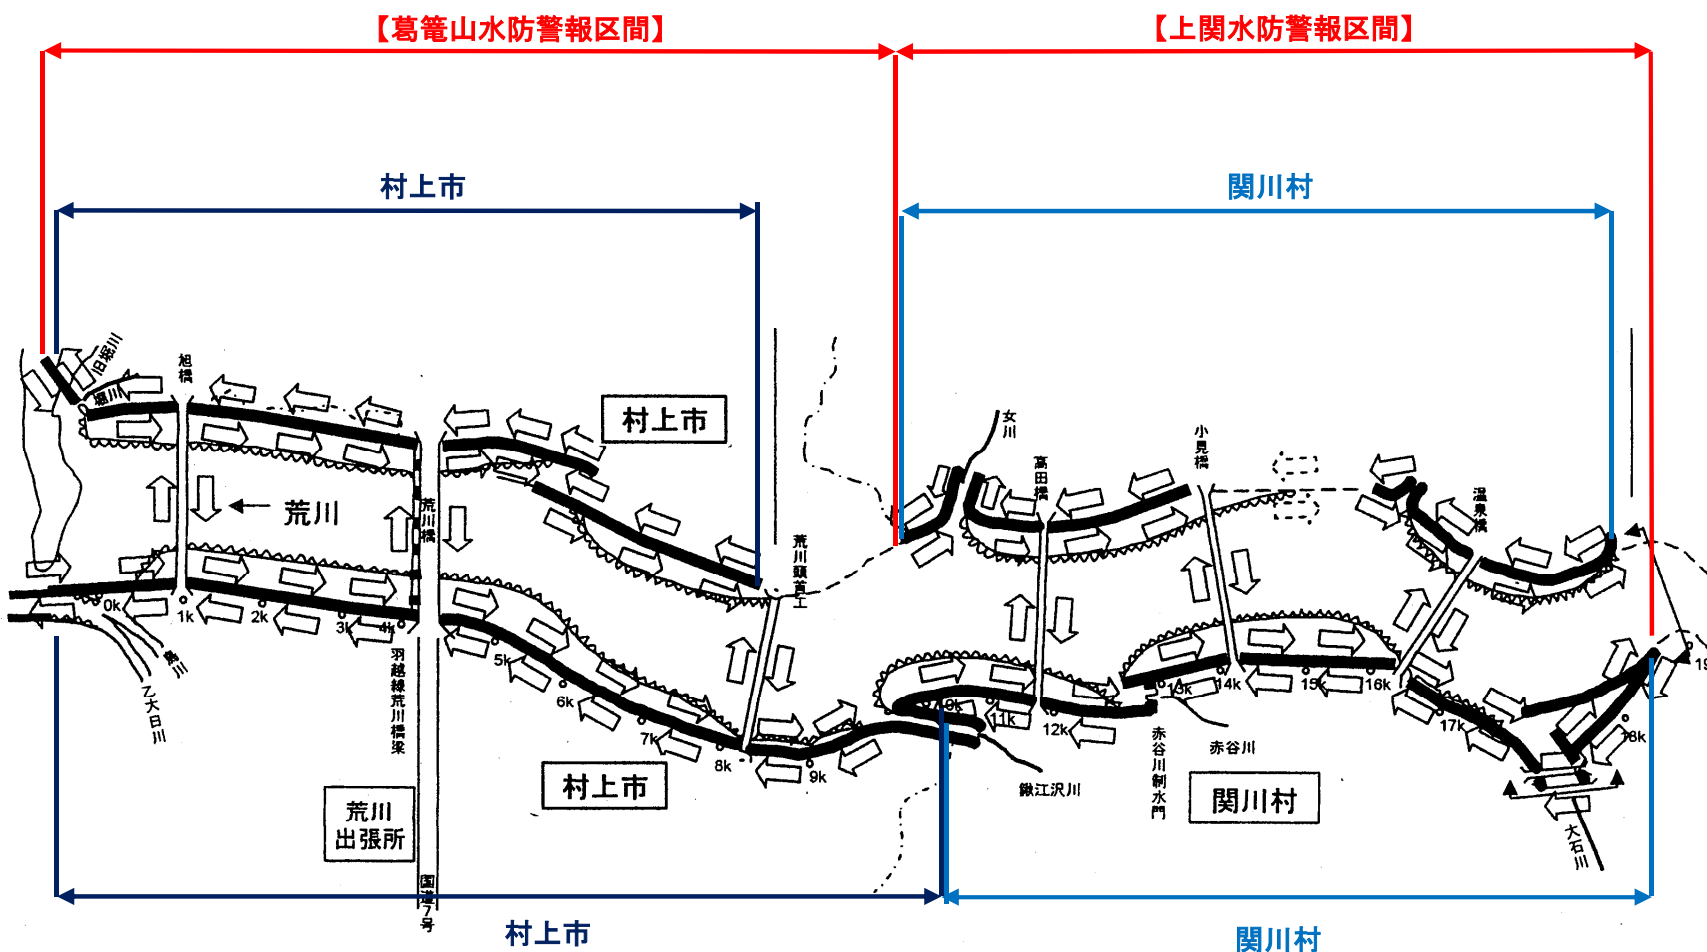 【葛篭山水防警報区間】
【上関水防警報区間】
村上市
関川村
旧堀川
堀川
旭橋
村上市
荒川
荒川橋
荒川頭首工
女川
高田橋
小見橋
温泉橋
0k
1k
2k
3k
4k
5k
6k
7k
8k
9k
10k
11k
12k
13k
14k
15k
16k
17k
18k
19
乙大日川
羽越線荒川橋梁
村上市
荒川
出張所
鍬江沢川
赤谷川制水門
赤谷川
関川村
大石川
国道7号
村上市
関川村